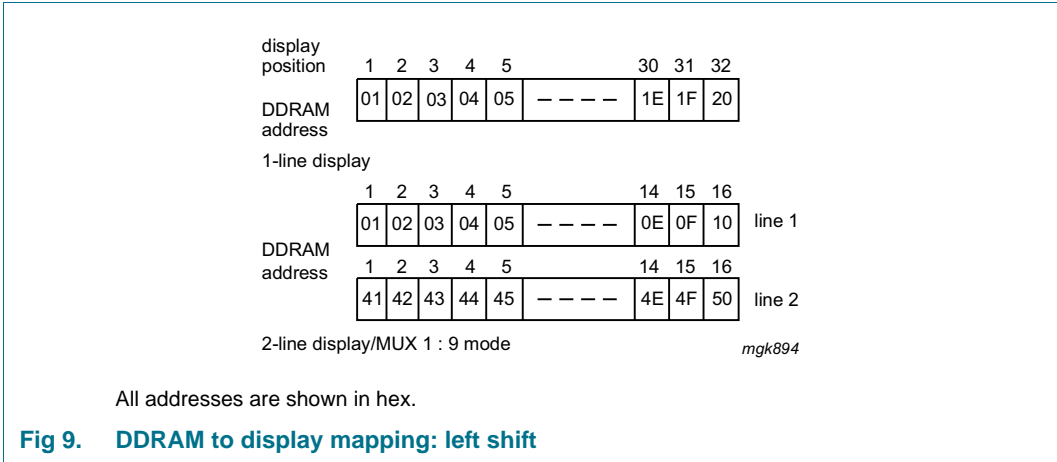 display
position 1 2 3 4 5 30 31 32
01 02 03 04 05 – – – – 1E 1F 20
DDRAM
address
1-line display
1 2 3 4 5 14 15 16
01 02 03 04 05 – – – – 0E 0F 10 line 1
DDRAM
address
1 2 3 4 5 14 15 16
41 42 43 44 45 – – – – 4E 4F 50 line 2
2-line display/MUX 1 : 9 mode
mgk894
All addresses are shown in hex.
Fig 9. DDRAM to display mapping: left shift